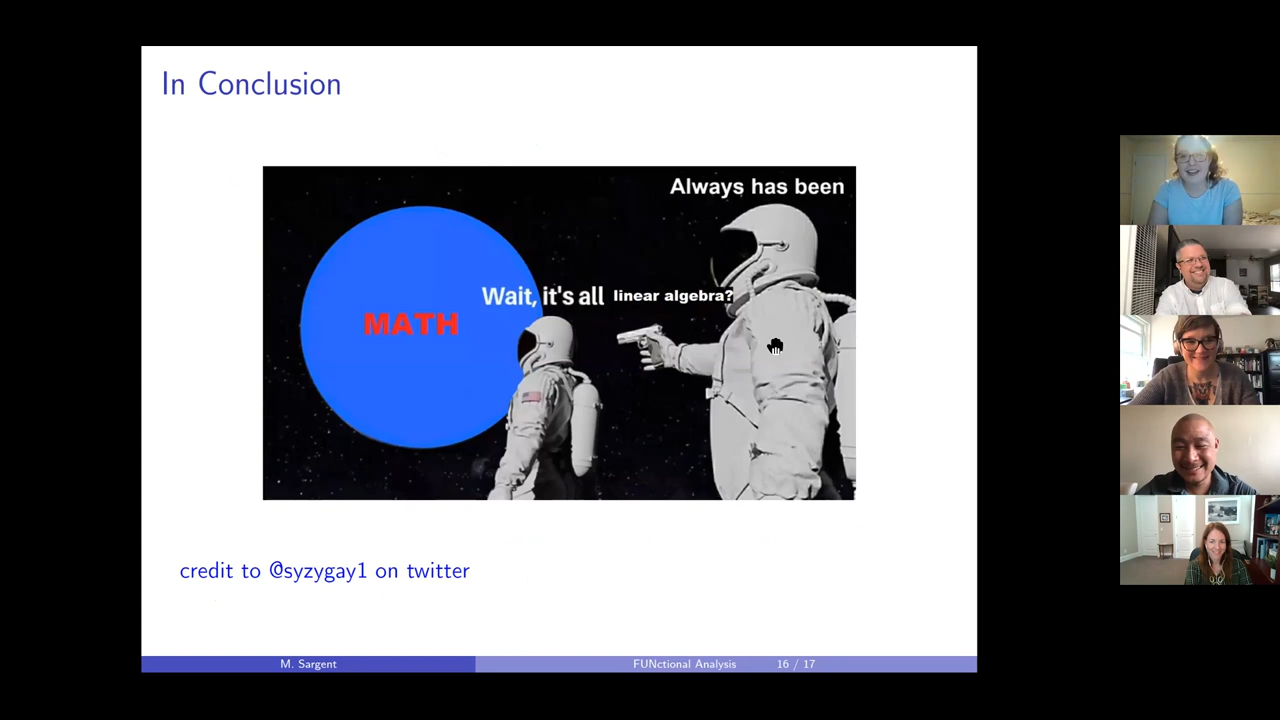 In Conclusion
Always has been
Wait, it's all linear algebra?
MATH
credit to @syzygay1 on twitter
M. Sargent
FUNctional Analysis
16 / 17